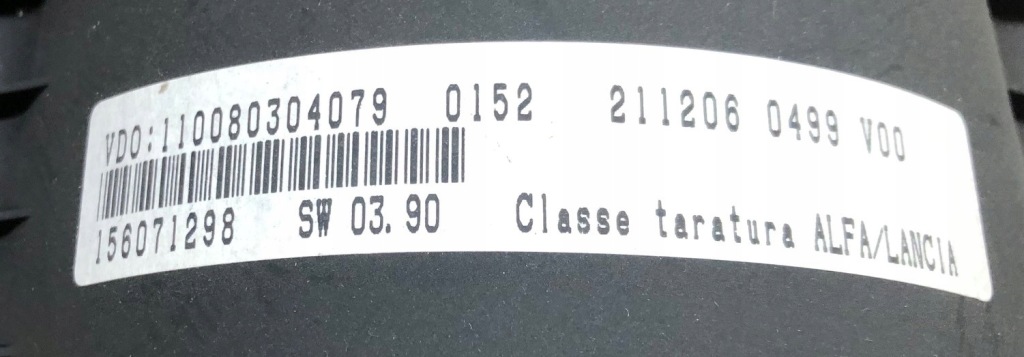 VDO:110080304079 0152 211206 0499 V00
156071298 SW 03.90 Classe taratura ALFA/LANCIA